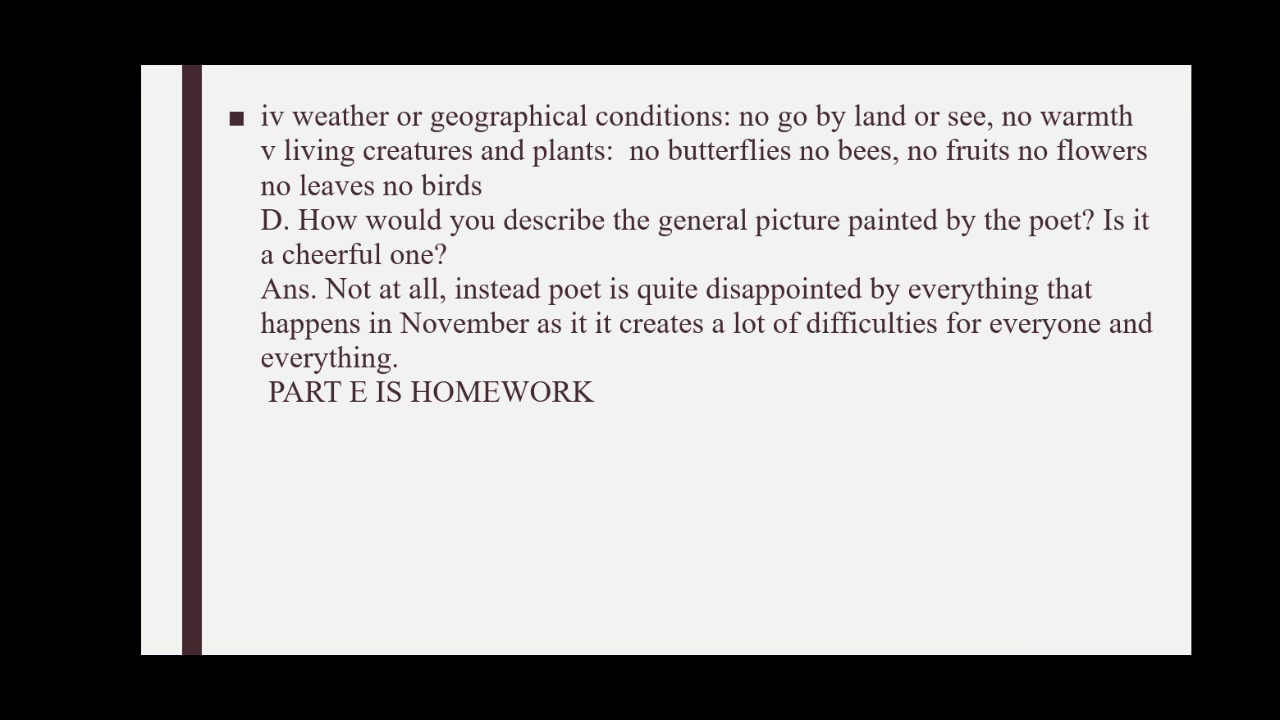 iv weather or geographical conditions: no go by land or see, no warmth
v living creatures and plants:  no butterflies no bees, no fruits no flowers
no leaves no birds
D. How would you describe the general picture painted by the poet? Is it
a cheerful one?
Ans. Not at all, instead poet is quite disappointed by everything that
happens in November as it it creates a lot of difficulties for everyone and
everything.
PART E IS HOMEWORK